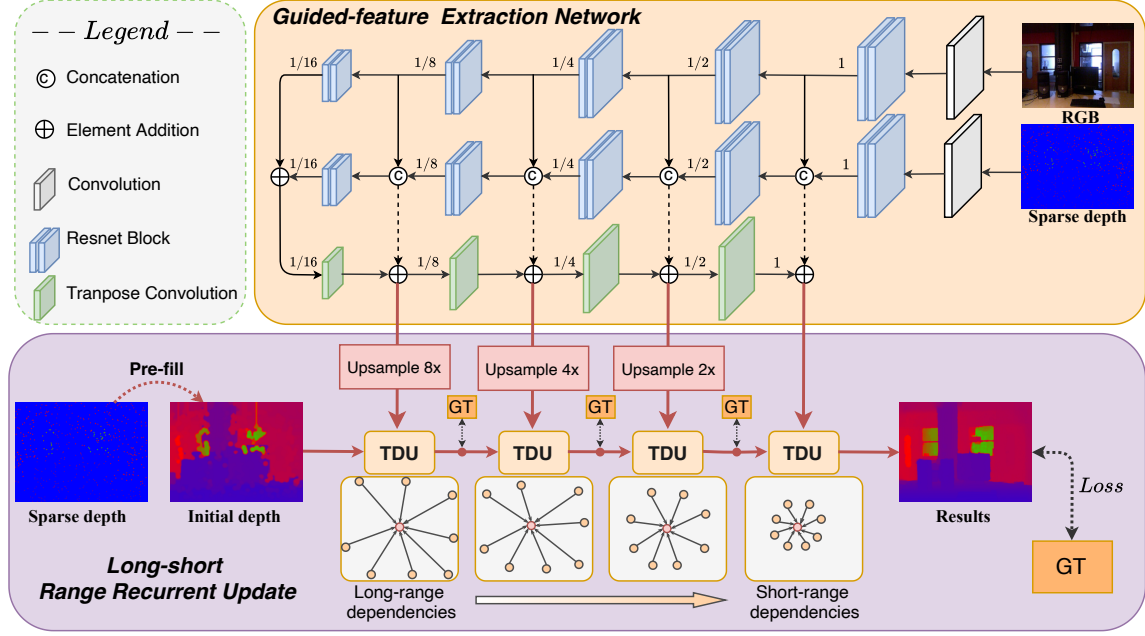 – – Legend – –
C Concatenation
Element Addition
Convolution
Resnet Block
Tranpose Convolution
Guided-feature Extraction Network
1/16
1/8
1/4
1/2
1
RGB
1/16
C
1/8
C
1/4
C
1/2
C
1
Sparse depth
1/16
1/8
1/4
1/2
1
Upsample 8x
Upsample 4x
Upsample 2x
Pre-fill
GT
GT
GT
TDU
TDU
TDU
TDU
Sparse depth
Initial depth
Results
Loss
GT
Long-short
Range Recurrent Update
Long-range
dependencies
Short-range
dependencies